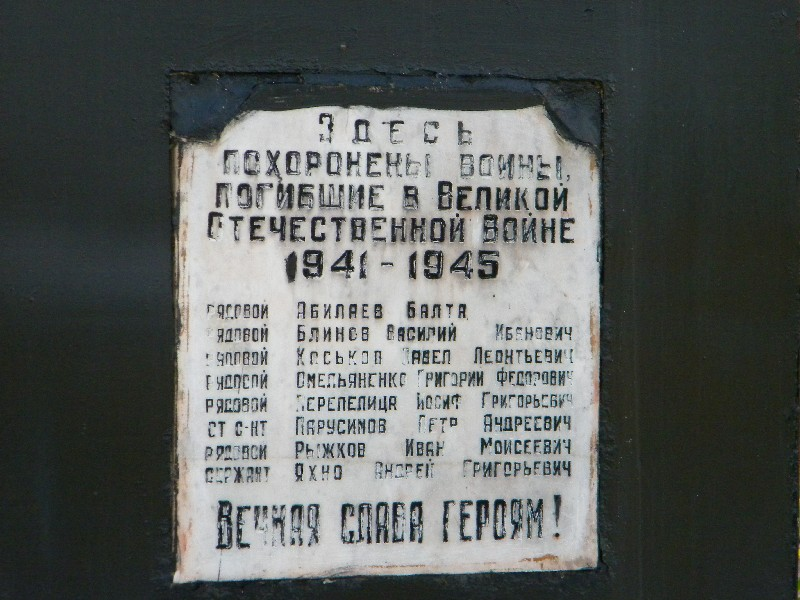 Здесь
похоронены воины,
погибшие в Великой
Отечественной войне
1941 - 1945
рядовой Абилаев Балта
рядовой Блинов Василий Иванович
рядовой Коськов Павел Леонтьевич
рядовой Омельяненко Григорий Федорович
рядовой Перепелица Иосиф Григорьевич
ст с-нт Парусимов Петр Андреевич
рядовой Рыжков Иван Моисеевич
сержант Яхно Андрей Григорьевич
Вечная слава героям!